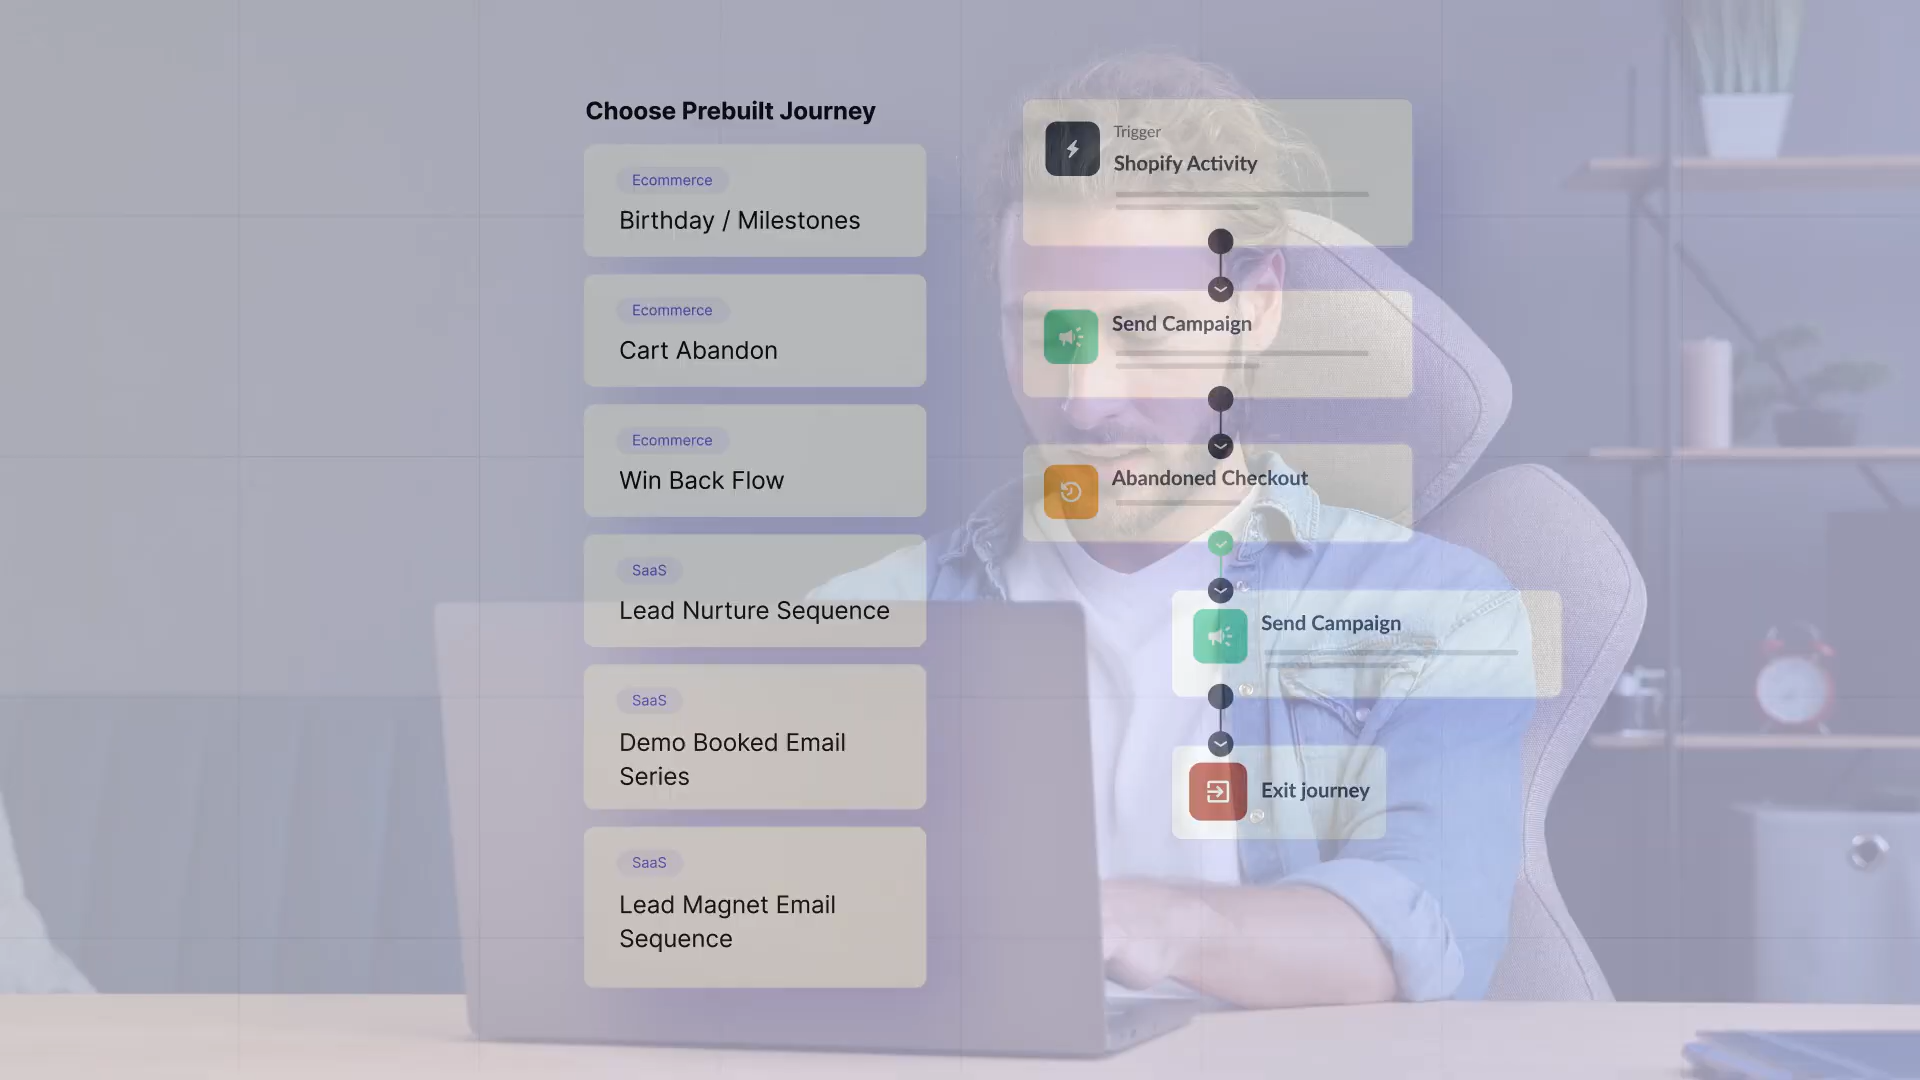 Choose Prebuilt Journey
Ecommerce
Birthday / Milestones
Ecommerce
Cart Abandon
Ecommerce
Win Back Flow
SaaS
Lead Nurture Sequence
SaaS
Demo Booked Email
Series
SaaS
Lead Magnet Email
Sequence
Trigger
Shopify Activity
Send Campaign
Abandoned Checkout
Send Campaign
Exit journey